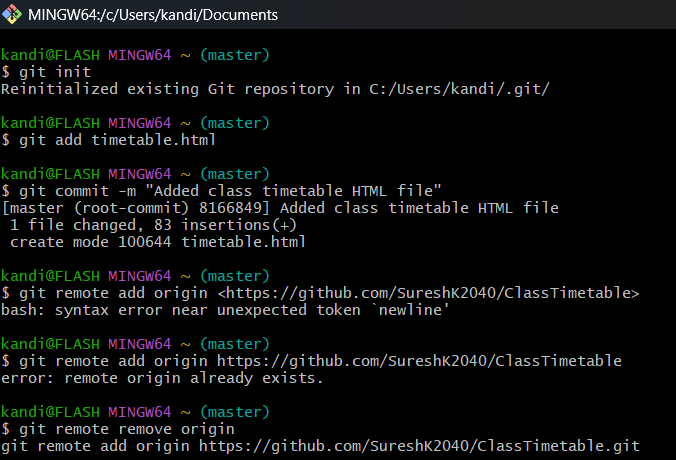 MINGW64:/c/Users/kandi/Documents
kandi@FLASH MINGW64 ~ (master)
$ git init
Reinitialized existing Git repository in C:/Users/kandi/.git/
kandi@FLASH MINGW64 ~ (master)
$ git add timetable.html
kandi@FLASH MINGW64 ~ (master)
$ git commit -m "Added class timetable HTML file"
[master (root-commit) 8166849] Added class timetable HTML file
 1 file changed, 83 insertions(+)
 create mode 100644 timetable.html
kandi@FLASH MINGW64 ~ (master)
$ git remote add origin <https://github.com/SureshK2040/ClassTimetable>
bash: syntax error near unexpected token `newline'
kandi@FLASH MINGW64 ~ (master)
$ git remote add origin https://github.com/SureshK2040/ClassTimetable
error: remote origin already exists.
kandi@FLASH MINGW64 ~ (master)
$ git remote remove origin
git remote add origin https://github.com/SureshK2040/ClassTimetable.git